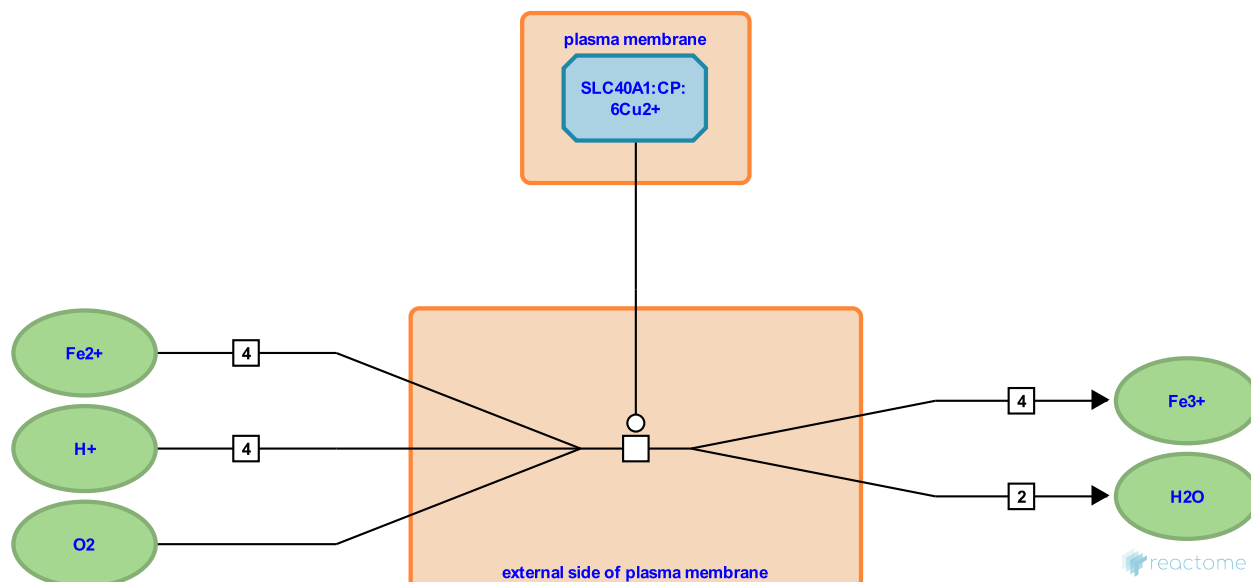 plasma membrane
SLC40A1:CP:
6Cu2+
Fe2+
4
4
Fe3+
H+
4
O2
2
H2O
external side of plasma membrane
reactome